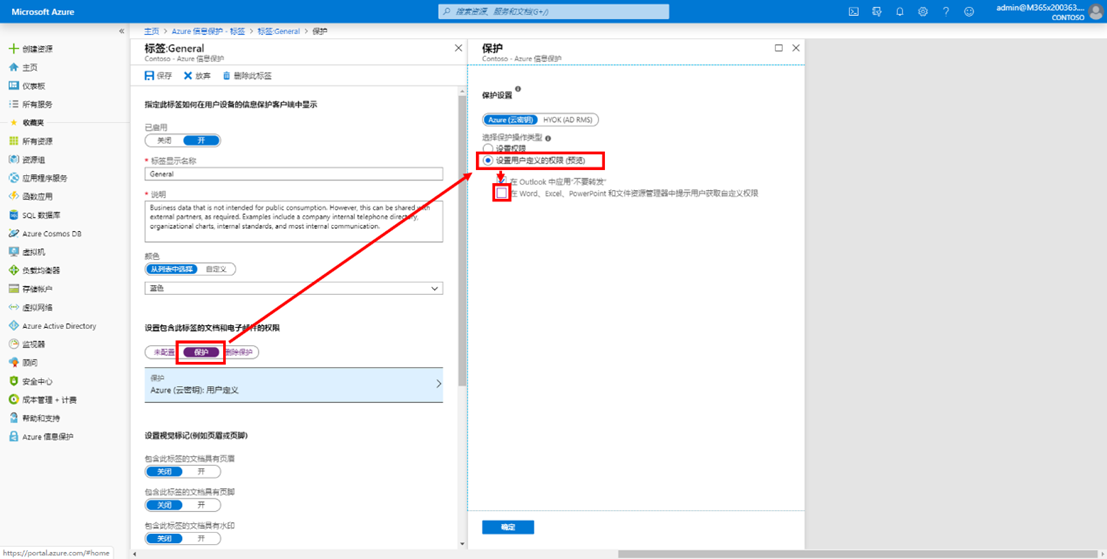 Microsoft Azure
搜索资源、服务和文档(G+/)
admin@M365x200363....
CONTOSO
主页 > Azure 信息保护 - 标签 > 标签:General > 保护
创建资源
主页
仪表板
所有服务
收藏夹
所有资源
资源组
应用程序服务
函数应用
SQL 数据库
Azure Cosmos DB
虚拟机
负载均衡器
存储帐户
虚拟网络
Azure Active Directory
监视器
顾问
安全中心
成本管理 + 计费
帮助和支持
Azure 信息保护
https://portal.azure.com/#home
标签:General
Contoso - Azure 信息保护
保存 放弃 删除此标签
指定此标签如何在用户设备的信息保护客户端中显示
已启用
关闭 开
* 标签显示名称
General
* 说明
Business data that is not intended for public consumption. However, this can be shared with
external partners, as required. Examples include a company internal telephone directory,
organizational charts, internal standards, and most internal communication.
颜色
从列表中选择 自定义
蓝色
设置包含此标签的文档和电子邮件的权限
未配置 保护 删除保护
保护
Azure (云密钥): 用户定义
设置视觉标记(例如页眉或页脚)
包含此标签的文档具有页眉
关闭 开
包含此标签的文档具有页脚
关闭 开
包含此标签的文档具有水印
关闭 开
保护
Contoso - Azure 信息保护
保护设置
Azure (云密钥) HYOK (AD RMS)
选择保护操作类型
设置权限
设置用户定义的权限 (预览)
在 Outlook 中应用"不要转发"
在 Word、Excel、PowerPoint 和文件资源管理器中提示用户获取自定义权限
确定